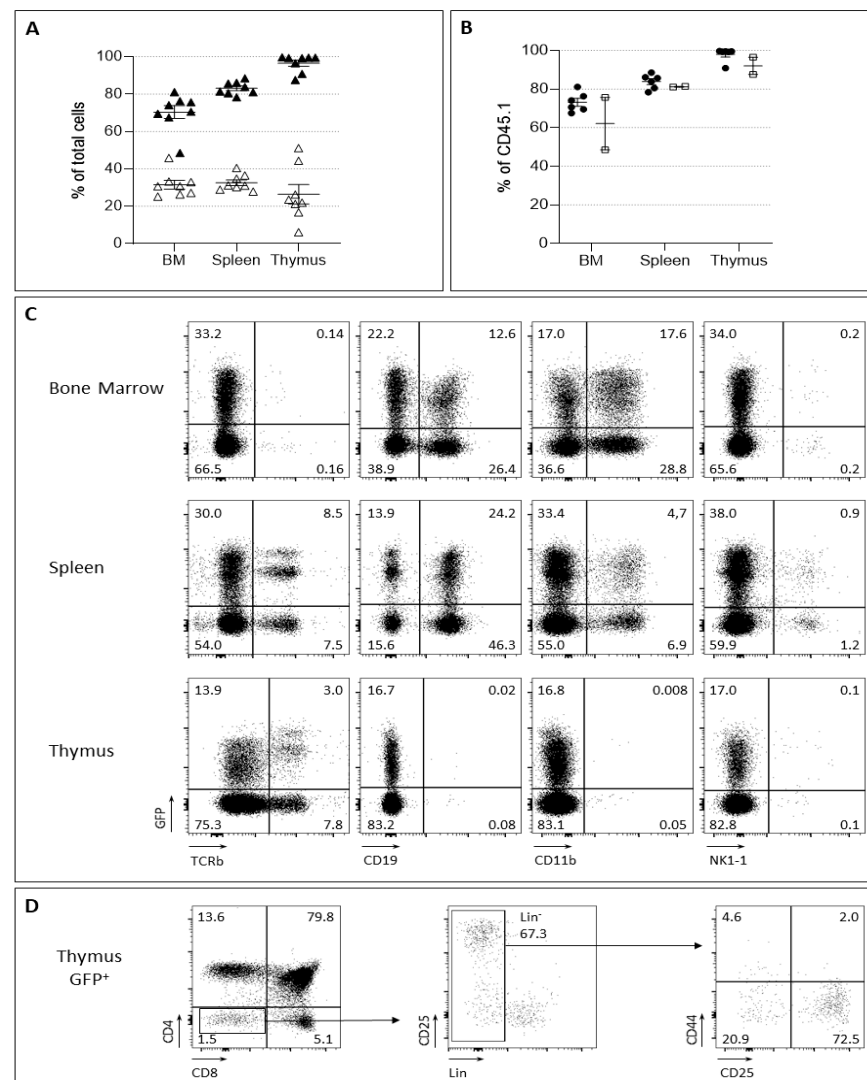 A
% of total cells
100
80
60
40
20
0
BM Spleen Thymus
B
% of CD45.1
100
80
60
40
20
0
BM Spleen Thymus
C
Bone Marrow
33.2 0.14
66.5 0.16
22.2 12.6
38.9 26.4
17.0 17.6
36.6 28.8
34.0 0.2
65.6 0.2
Spleen
30.0 8.5
54.0 7.5
13.9 24.2
15.6 46.3
33.4 4,7
55.0 6.9
38.0 0.9
59.9 1.2
Thymus
13.9 3.0
75.3 7.8
16.7 0.02
83.2 0.08
16.8 0.008
83.1 0.05
17.0 0.1
82.8 0.1
GFP
TCRb CD19 CD11b NK1-1
D
Thymus
GFP+
13.6 79.8
1.5 5.1
CD4
CD8
Lin-
67.3
CD25
Lin
4.6 2.0
20.9 72.5
CD44
CD25